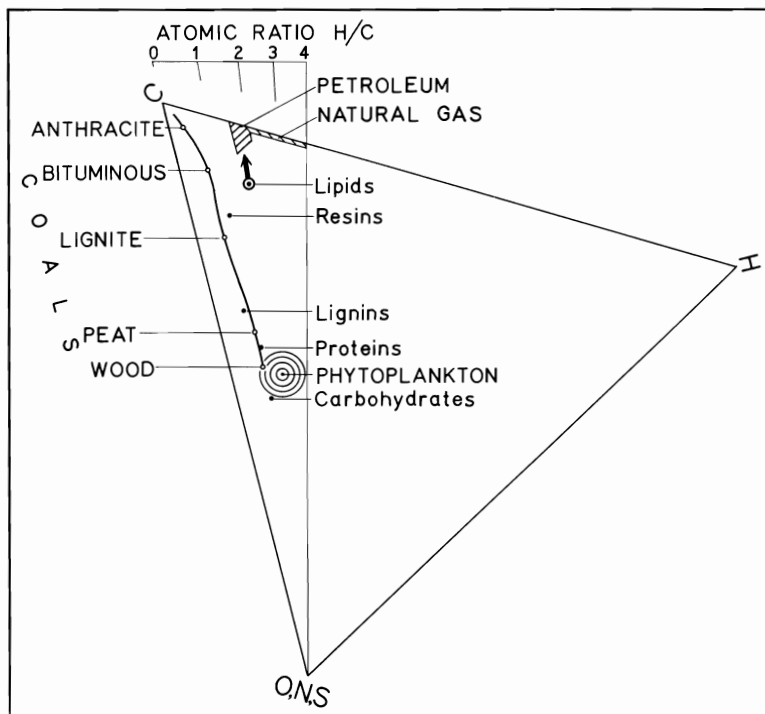 ATOMIC RATIO H/C
0 1 2 3 4
C
PETROLEUM
NATURAL GAS
ANTHRACITE
BITUMINOUS
Lipids
COALS
Resins
LIGNITE
H
Lignins
PEAT
Proteins
WOOD
PHYTOPLANKTON
Carbohydrates
O,N,S